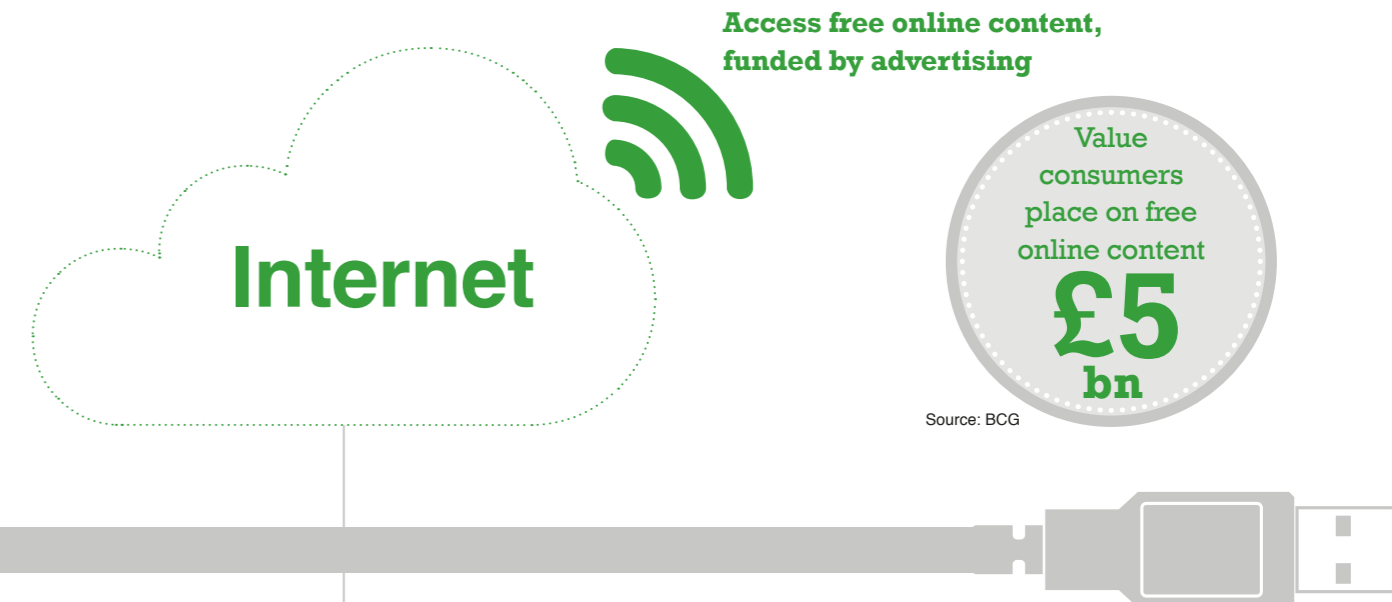 Access free online content,
funded by advertising
Internet
Value
consumers
place on free
online content
£5
bn
Source: BCG